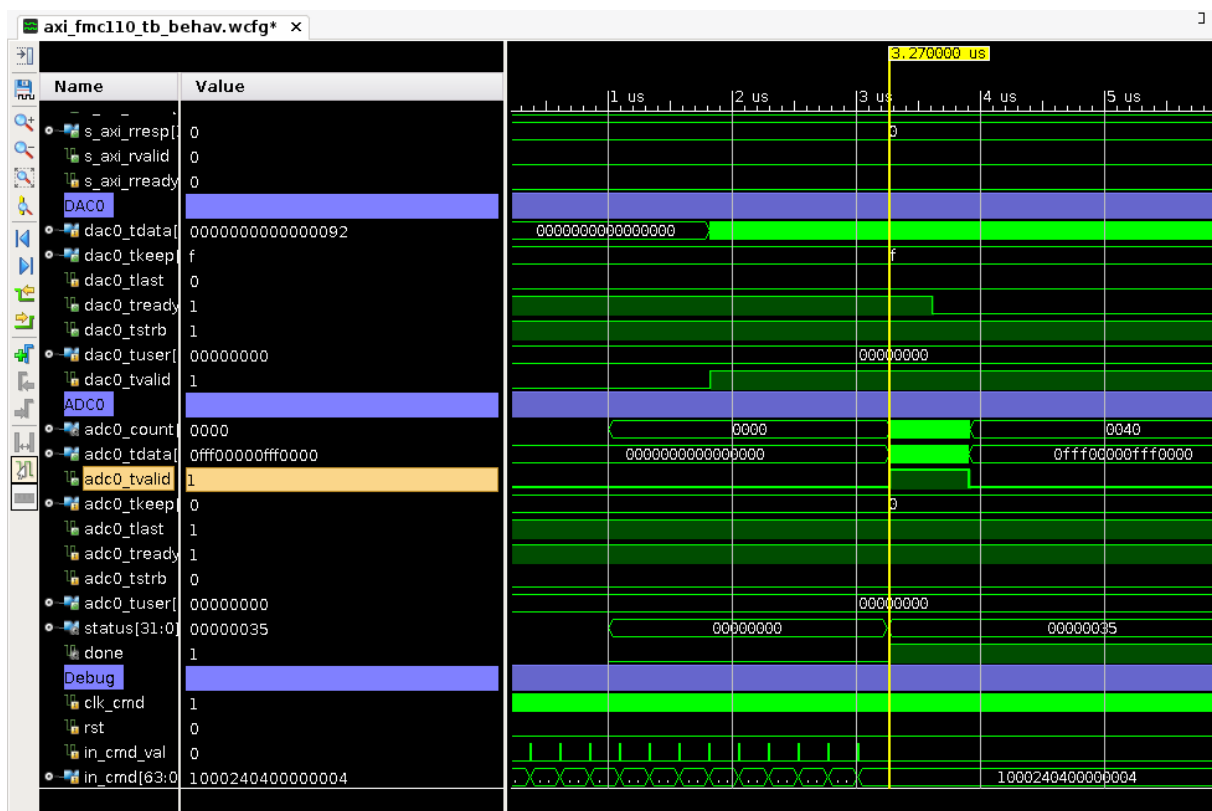 axi_fmc110_tb_behav.wcfg* ×
3.270000 us
Name Value
1 us 2 us 3 us 4 us 5 us
s_axi_rresp[ 0 0
s_axi_rvalid 0
s_axi_rready 0
DAC0
dac0_tdata[ 0000000000000092 0000000000000000
dac0_tkeep[ f f
dac0_tlast 0
dac0_tready 1
dac0_tstrb 1
dac0_tuser[ 00000000 00000000
dac0_tvalid 1
ADC0
adc0_count[ 0000 0000 0040
adc0_tdata[ 0fff00000fff0000 0000000000000000 0fff00000fff0000
adc0_tvalid 1
adc0_tkeep[ 0 0
adc0_tlast 1
adc0_tready 1
adc0_tstrb 0
adc0_tuser[ 00000000 00000000
status[31:0] 00000035 00000000 00000035
done 1
Debug
clk_cmd 1
rst 0
in_cmd_val 0
in_cmd[63:0 1000240400000004 . .. .. .. .. .. .. .. .. .. .. .. 1000240400000004